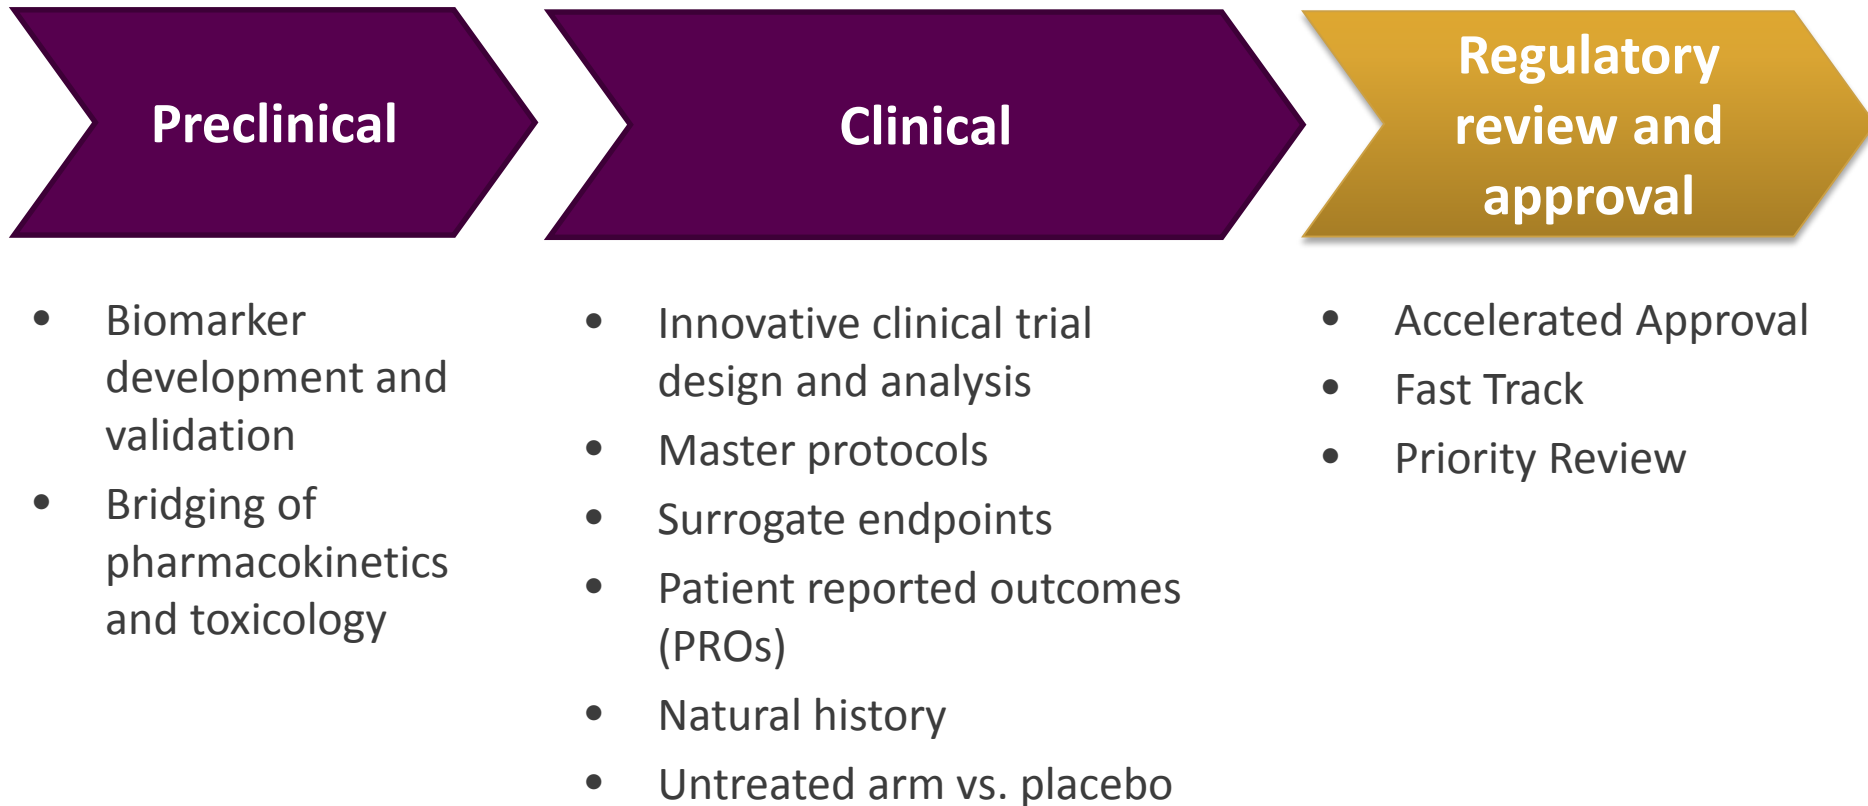 Preclinical
Clinical
Regulatory
review and
approval
• Biomarker
development and
validation
• Bridging of
pharmacokinetics
and toxicology
• Innovative clinical trial
design and analysis
• Master protocols
• Surrogate endpoints
• Patient reported outcomes
(PROs)
• Natural history
• Untreated arm vs. placebo
• Accelerated Approval
• Fast Track
• Priority Review